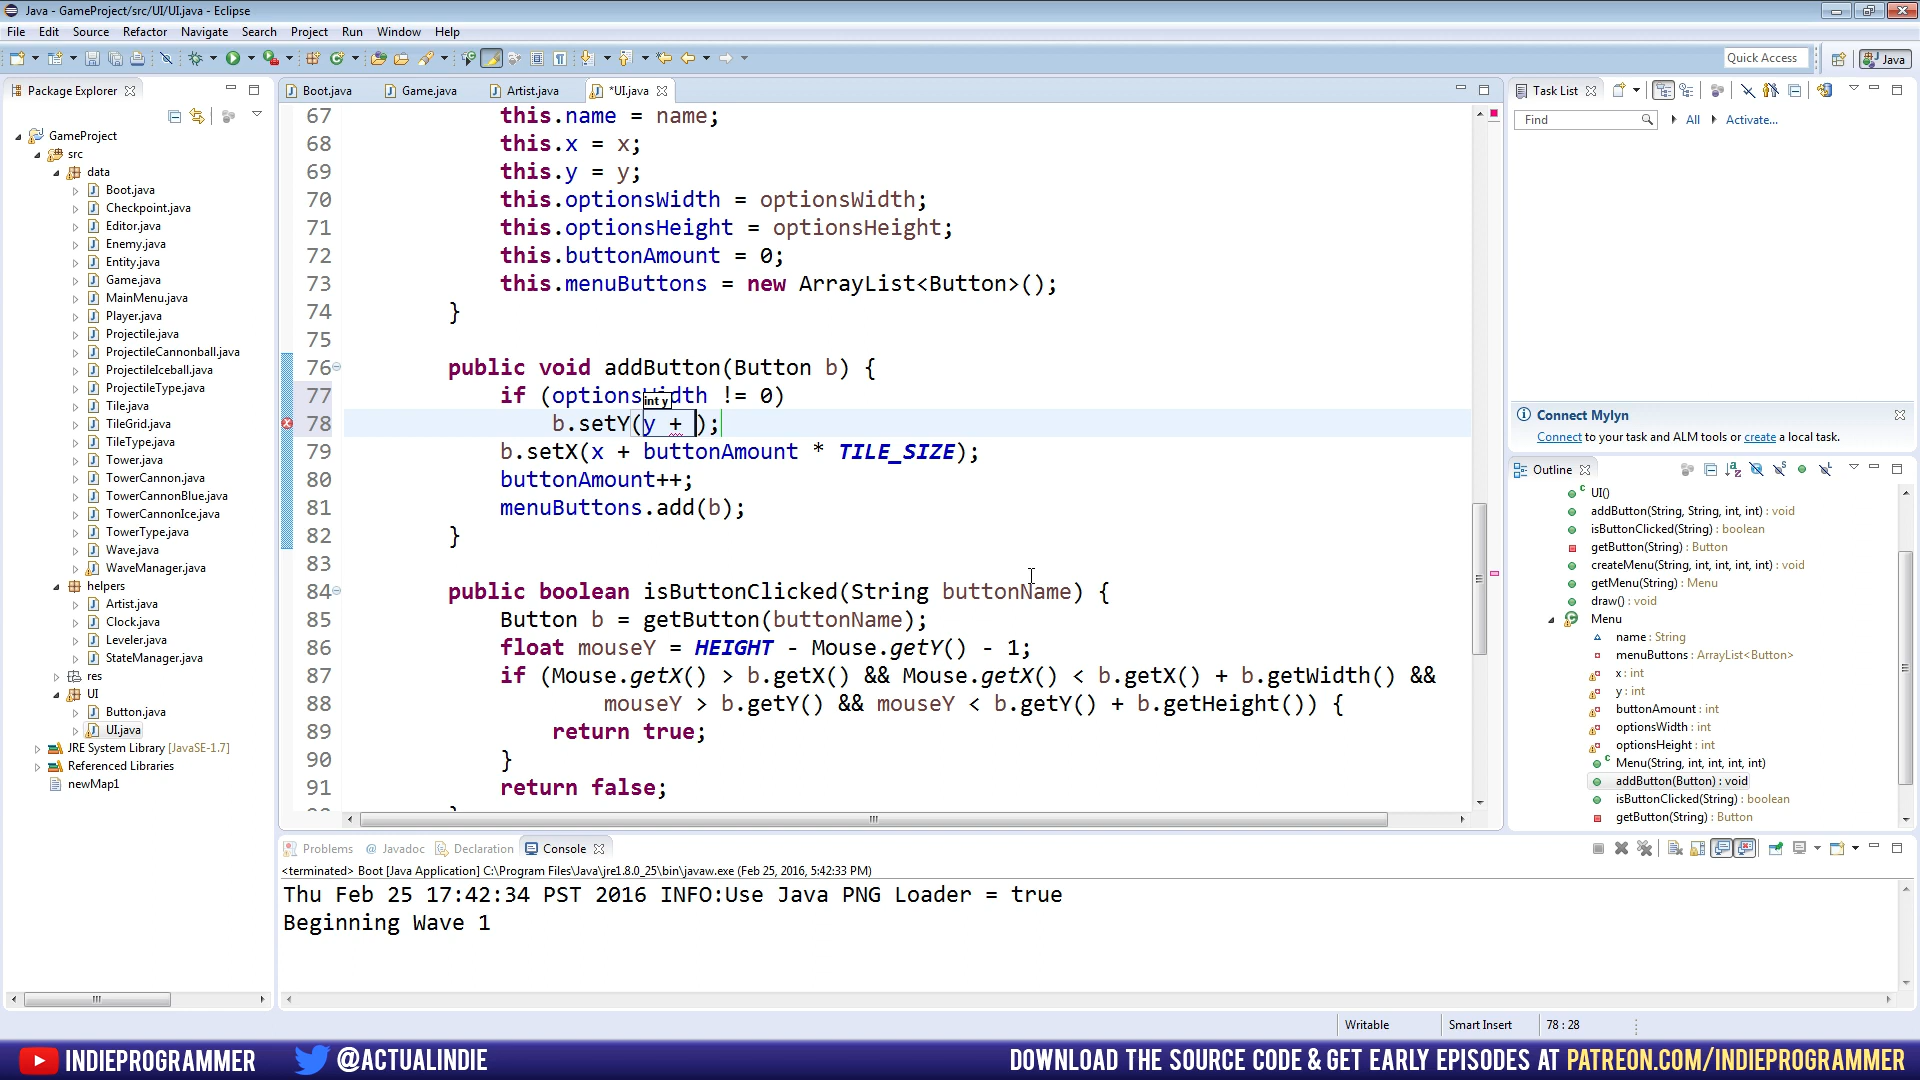 Java - GameProject/src/UI/UI.java - Eclipse
File Edit Source Refactor Navigate Search Project Run Window Help
Quick Access
Java
Package Explorer
GameProject
src
data
Boot.java
Checkpoint.java
Editor.java
Enemy.java
Entity.java
Game.java
MainMenu.java
Player.java
Projectile.java
ProjectileCannonball.java
ProjectileIceball.java
ProjectileType.java
Tile.java
TileGrid.java
TileType.java
Tower.java
TowerCannon.java
TowerCannonBlue.java
TowerCannonIce.java
TowerType.java
Wave.java
WaveManager.java
helpers
Artist.java
Clock.java
Leveler.java
StateManager.java
res
UI
Button.java
UI.java
JRE System Library [JavaSE-1.7]
Referenced Libraries
newMap1
Boot.java Game.java Artist.java *UI.java
67 this.name = name;
68 this.x = x;
69 this.y = y;
70 this.optionsWidth = optionsWidth;
71 this.optionsHeight = optionsHeight;
72 this.buttonAmount = 0;
73 this.menuButtons = new ArrayList<Button>();
74 }
75
76 public void addButton(Button b) {
77 if (optionsWidth != 0)
int y
78 b.setY(y + );
79 b.setX(x + buttonAmount * TILE_SIZE);
80 buttonAmount++;
81 menuButtons.add(b);
82 }
83
84 public boolean isButtonClicked(String buttonName) {
85 Button b = getButton(buttonName);
86 float mouseY = HEIGHT - Mouse.getY() - 1;
87 if (Mouse.getX() > b.getX() && Mouse.getX() < b.getX() + b.getWidth() &&
88 mouseY > b.getY() && mouseY < b.getY() + b.getHeight()) {
89 return true;
90 }
91 return false;
Task List
Find
All
Activate...
Connect Mylyn
Connect to your task and ALM tools or create a local task.
Outline
UI()
addButton(String, String, int, int) : void
isButtonClicked(String) : boolean
getButton(String) : Button
createMenu(String, int, int, int, int) : void
getMenu(String) : Menu
draw() : void
Menu
name : String
menuButtons : ArrayList<Button>
x : int
y : int
buttonAmount : int
optionsWidth : int
optionsHeight : int
Menu(String, int, int, int, int)
addButton(Button) : void
isButtonClicked(String) : boolean
getButton(String) : Button
Problems @ Javadoc Declaration Console
<terminated> Boot [Java Application] C:\Program Files\Java\jre1.8.0_25\bin\javaw.exe (Feb 25, 2016, 5:42:33 PM)
Thu Feb 25 17:42:34 PST 2016 INFO:Use Java PNG Loader = true
Beginning Wave 1
Writable Smart Insert 78 : 28
INDIEPROGRAMMER @ACTUALINDIE DOWNLOAD THE SOURCE CODE & GET EARLY EPISODES AT PATREON.COM/INDIEPROGRAMMER